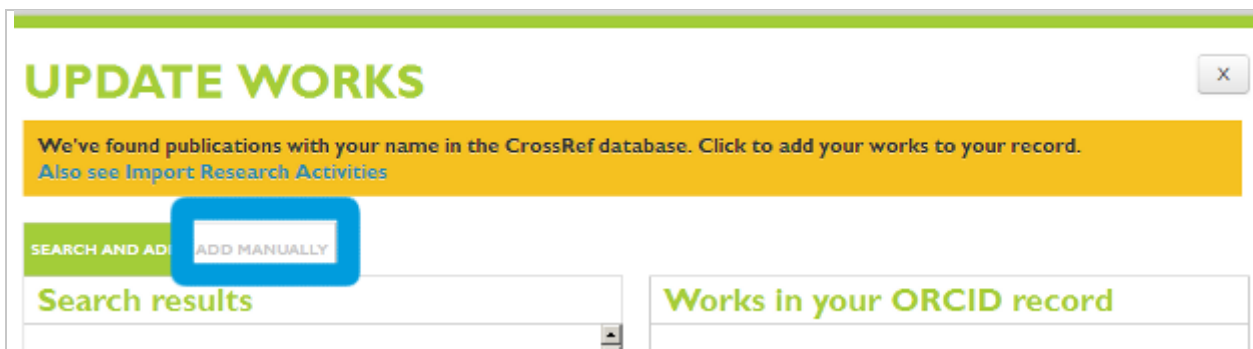 UPDATE WORKS
X
We've found publications with your name in the CrossRef database. Click to add your works to your record.
Also see Import Research Activities
SEARCH AND AD
ADD MANUALLY
Search results
Works in your ORCID record